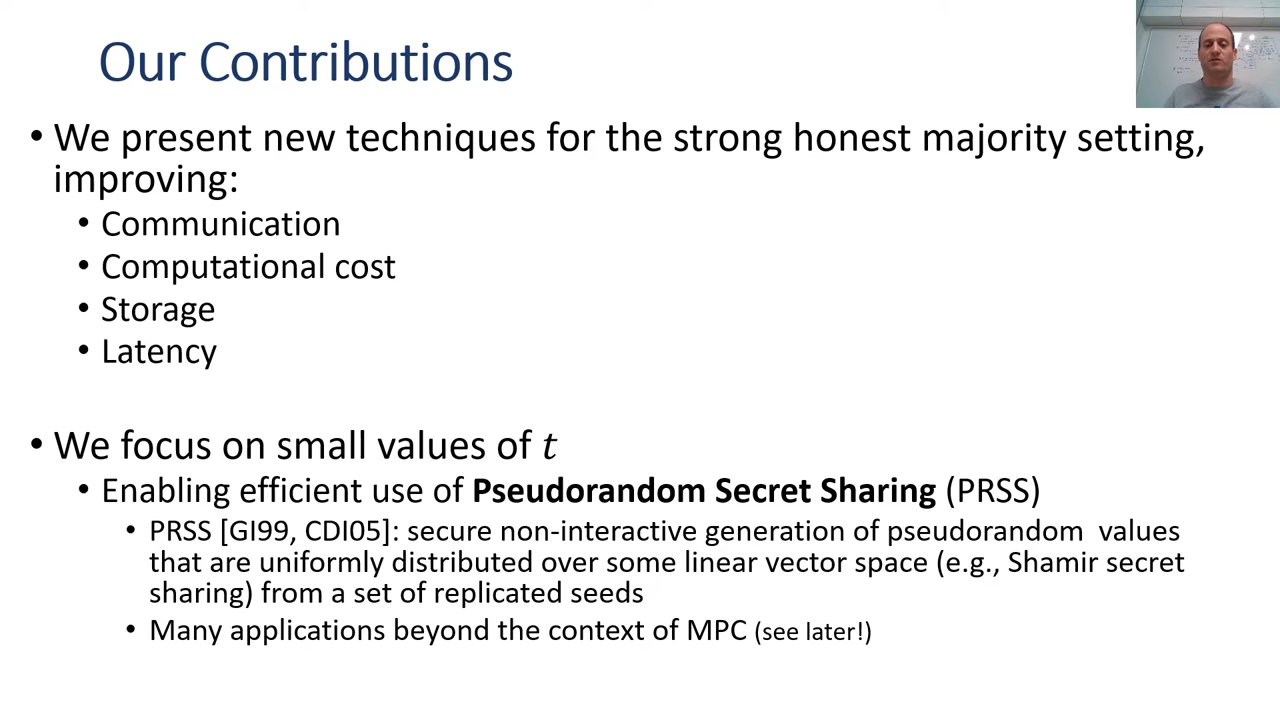 Our Contributions
• We present new techniques for the strong honest majority setting,
improving:
• Communication
• Computational cost
• Storage
• Latency
• We focus on small values of t
• Enabling efficient use of Pseudorandom Secret Sharing (PRSS)
• PRSS [GI99, CDI05]: secure non-interactive generation of pseudorandom values
that are uniformly distributed over some linear vector space (e.g., Shamir secret
sharing) from a set of replicated seeds
• Many applications beyond the context of MPC (see later!)